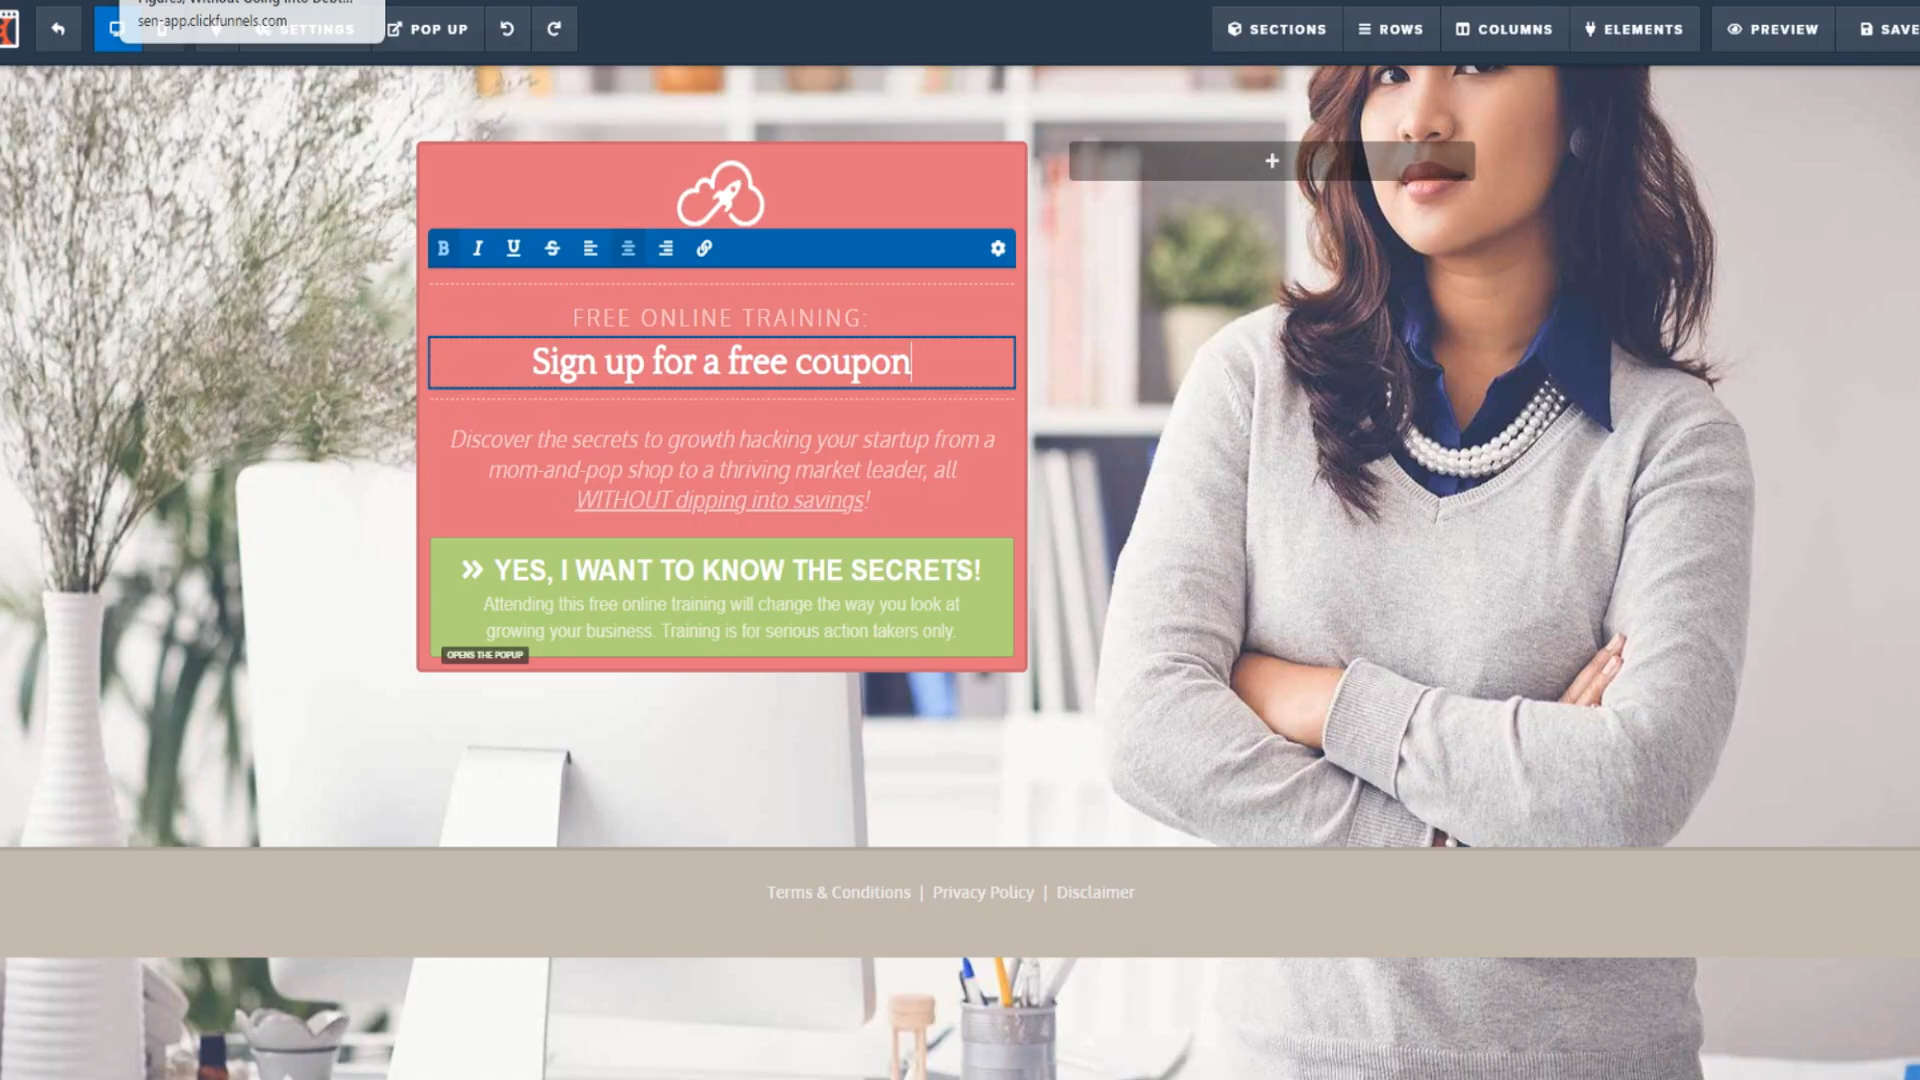 sen-app.clickfunnels.com
SETTINGS
POP UP
SECTIONS
ROWS
COLUMNS
ELEMENTS
PREVIEW
SAVE
B I U S
FREE ONLINE TRAINING:
Sign up for a free coupon
Discover the secrets to growth hacking your startup from a
mom-and-pop shop to a thriving market leader, all
WITHOUT dipping into savings!
» YES, I WANT TO KNOW THE SECRETS!
Attending this free online training will change the way you look at
growing your business. Training is for serious action takers only.
OPENS THE POPUP
Terms & Conditions | Privacy Policy | Disclaimer